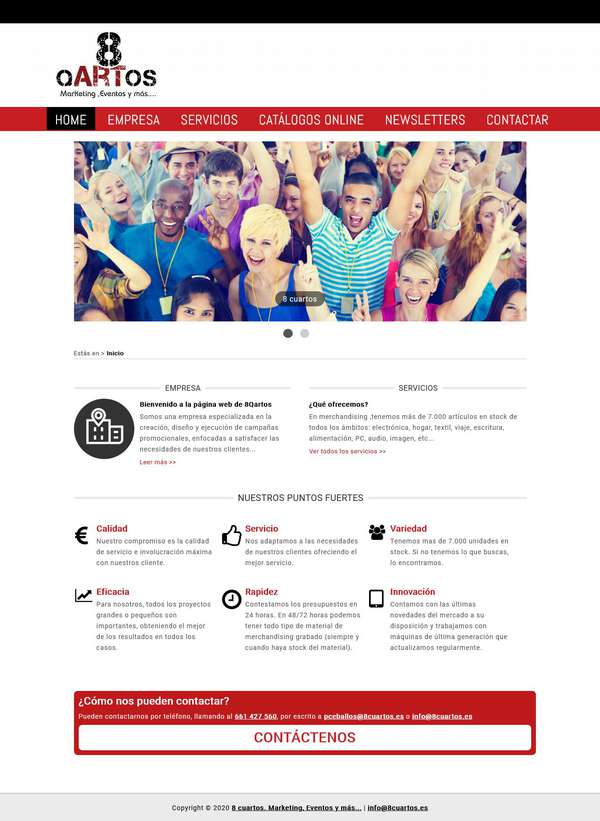 8
QARTOS
Marketing ,Eventos y más....
HOME EMPRESA SERVICIOS CATÁLOGOS ONLINE NEWSLETTERS CONTACTAR
8 cuartos
Estás en > Inicio
EMPRESA
Bienvenido a la página web de 8Qartos
Somos una empresa especializada en la
creación, diseño y ejecución de campañas
promocionales, enfocadas a satisfacer las
necesidades de nuestros clientes...
Leer más >>
SERVICIOS
¿Qué ofrecemos?
En merchandising ,tenemos más de 7.000 artículos en stock de
todos los ámbitos: electrónica, hogar, textil, viaje, escritura,
alimentación, PC, audio, imagen, etc...
Ver todos los servicios >>
NUESTROS PUNTOS FUERTES
Calidad
Nuestro compromiso es la calidad
de servicio e involucración máxima
con nuestro cliente.
Servicio
Nos adaptamos a las necesidades
de nuestros clientes ofreciendo el
mejor servicio.
Variedad
Tenemos mas de 7.000 unidades en
stock. Si no tenemos lo que buscas,
lo encontramos.
Eficacia
Para nosotros, todos los proyectos
grandes o pequeños son
importantes, obteniendo el mejor
de los resultados en todos los
casos.
Rapidez
Contestamos los presupuestos en
24 horas. En 48/72 horas podemos
tener todo tipo de material de
merchandising grabado (siempre y
cuando haya stock del material).
Innovación
Contamos con las últimas
novedades del mercado a su
disposición y trabajamos con
máquinas de última generación que
actualizamos regularmente.
¿Cómo nos pueden contactar?
Pueden contactarnos por teléfono, llamando al 661 427 560, por escrito a pceballos@8cuartos.es o info@8cuartos.es
CONTÁCTENOS
Copyright © 2020 8 cuartos. Marketing, Eventos y más... | info@8cuartos.es